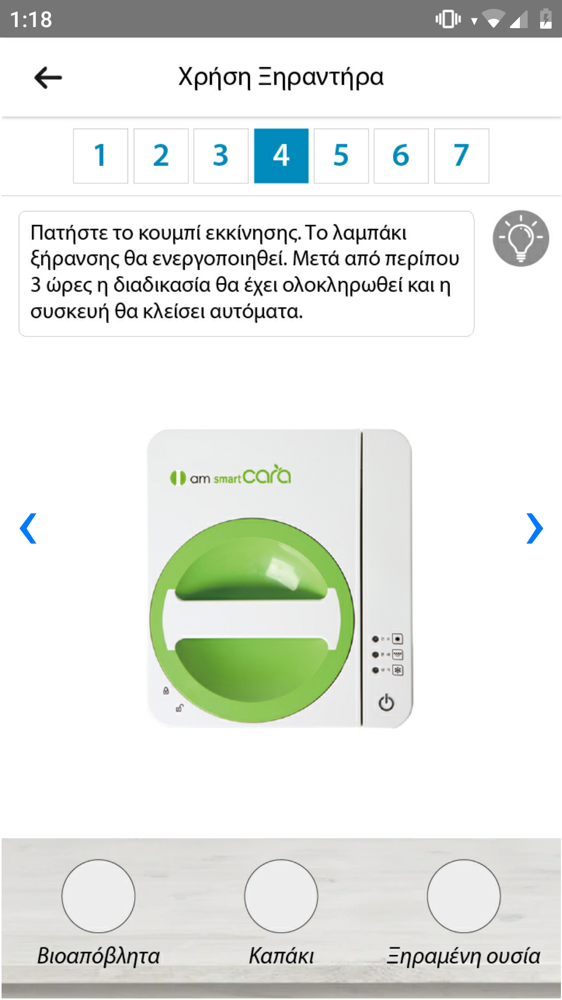 1:18
Χρήση Ξηραντήρα
1 2 3 4 5 6 7
Πατήστε το κουμπί εκκίνησης. Το λαμπάκι
ξήρανσης θα ενεργοποιηθεί. Μετά από περίπου
3 ώρες η διαδικασία θα έχει ολοκληρωθεί και η
συσκευή θα κλείσει αυτόματα.
am smart cara
Βιοαπόβλητα Καπάκι Ξηραμένη ουσία